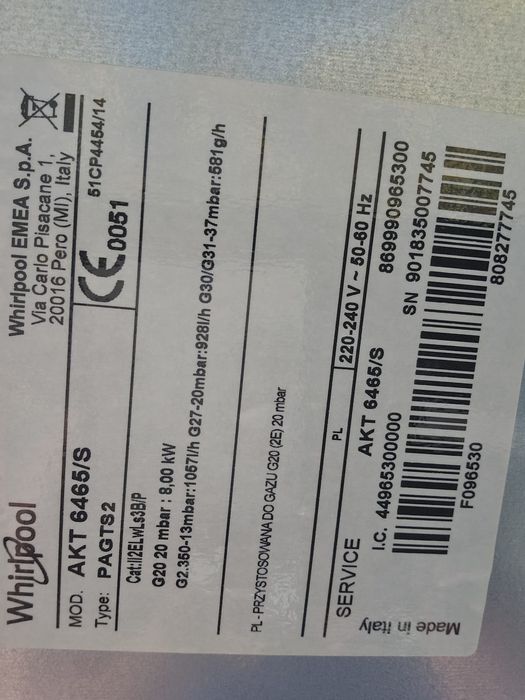 Whirlpool
Whirlpool EMEA S.p.A.
Via Carlo Pisacane 1,
20016 Pero (MI), Italy
MOD. AKT 6465/S
Type: PAGTS2
CE 0051
51CP4454/14
Cat:II2ELwLs3B/P
G20 20 mbar : 8,00 kW
G2.350-13mbar:1057l/h G27-20mbar:928l/h G30/G31-37mbar:581g/h
PL - PRZYSTOSOWANA DO GAZU G20 (2E) 20 mbar
PL
220-240 V ~ 50-60 Hz
SERVICE
AKT 6465/S
869990965300
I.C. 44965300000
SN 901835007745
F096530
808277745
Made in Italy